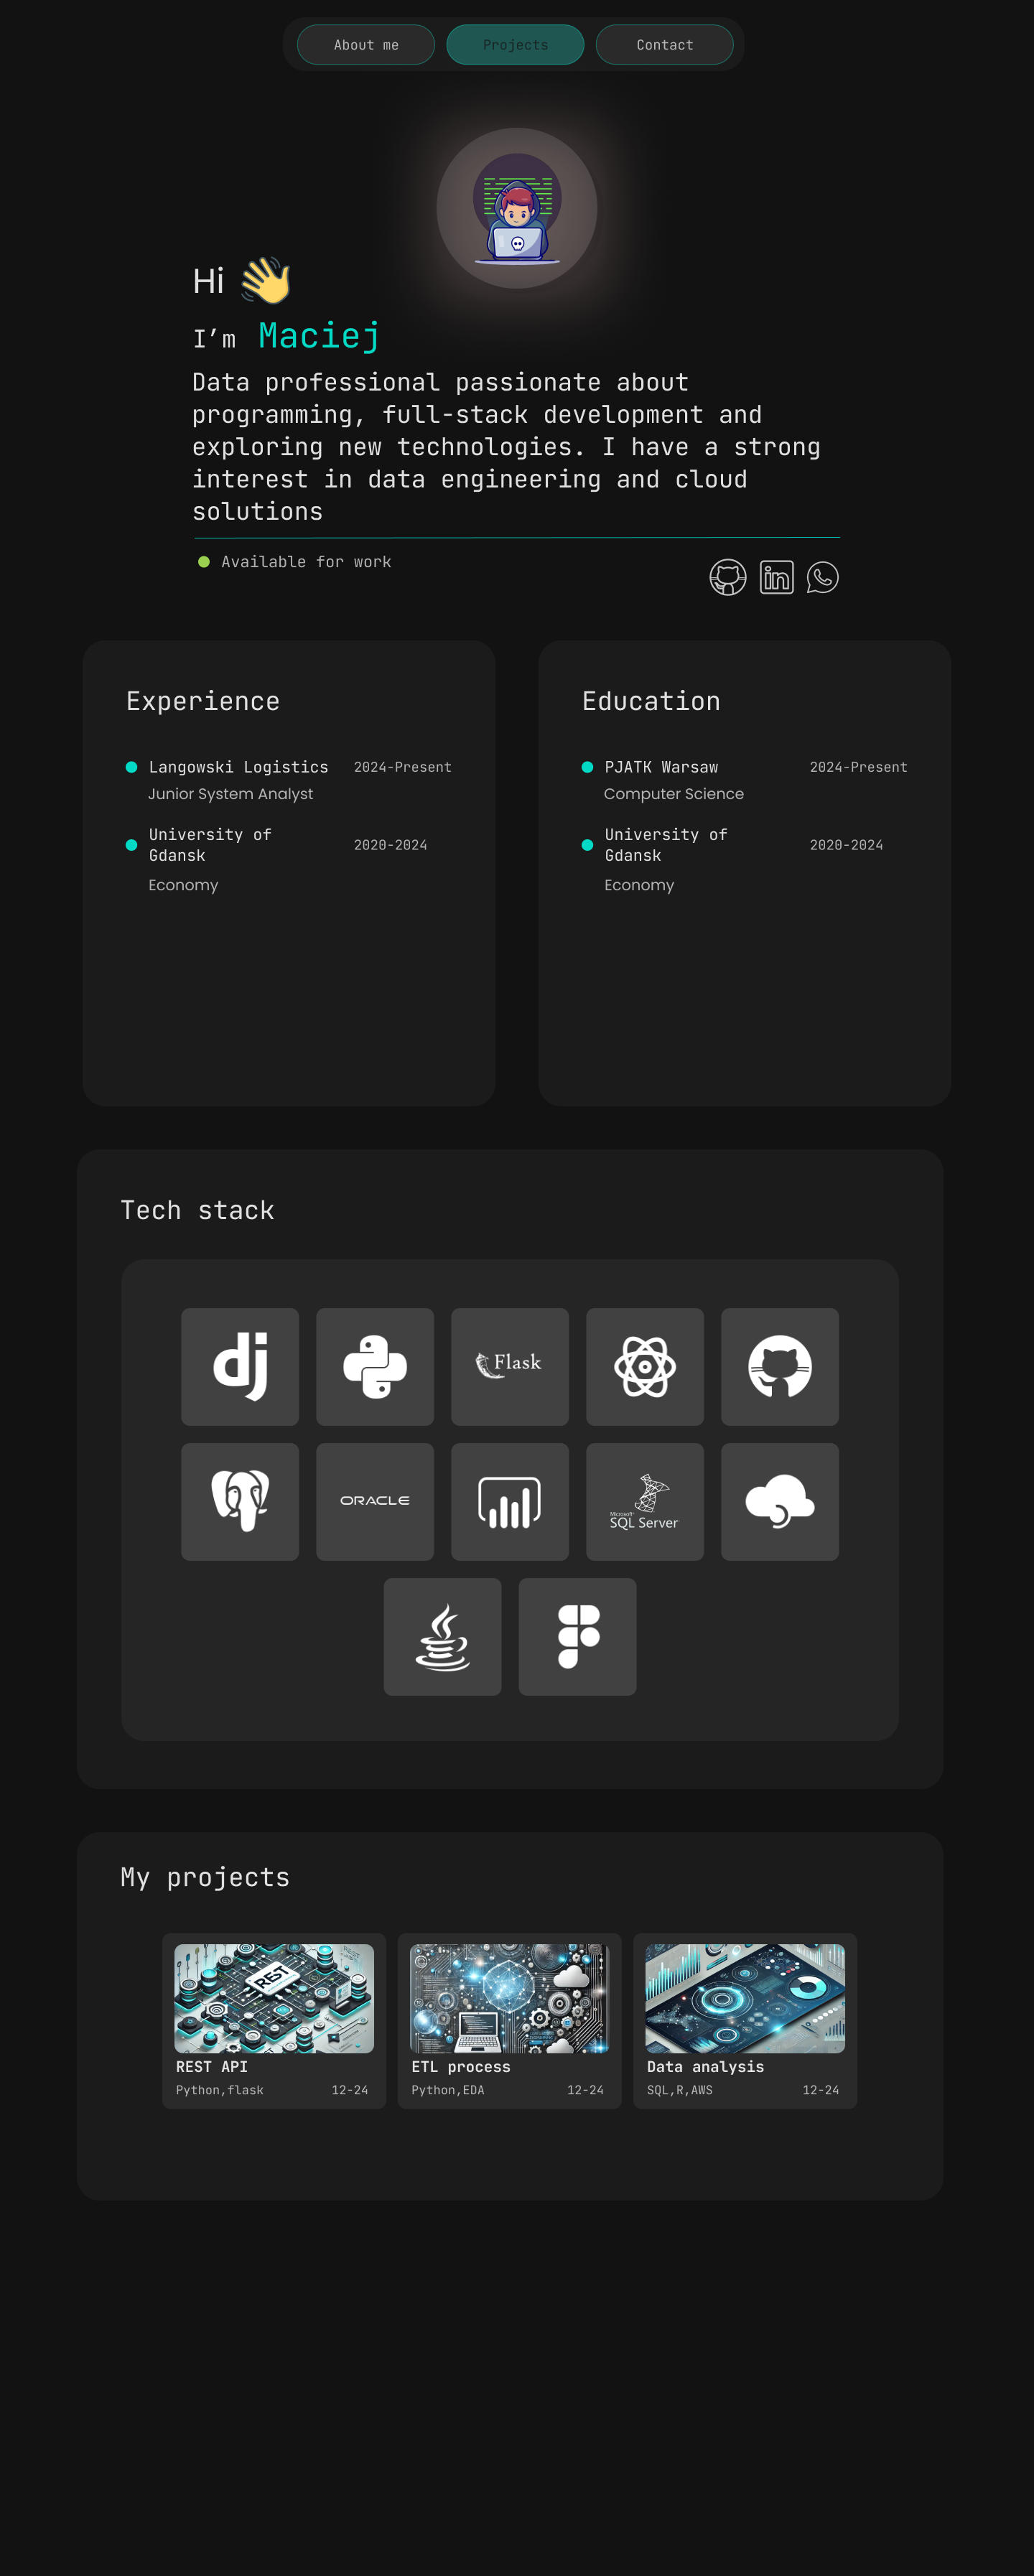 About me
Projects
Contact
Hi 👋
I’m Maciej
Data professional passionate about
programming, full-stack development and
exploring new technologies. I have a strong
interest in data engineering and cloud
solutions
Available for work
in
Experience
Langowski Logistics 2024-Present
Junior System Analyst
University of
Gdansk
2020-2024
Economy
Education
PJATK Warsaw 2024-Present
Computer Science
University of
Gdansk
2020-2024
Economy
Tech stack
dj
Flask
ORACLE
Microsoft
SQL Server
My projects
REST
REST API
Python,flask 12-24
ETL process
Python,EDA 12-24
Data analysis
SQL,R,AWS 12-24